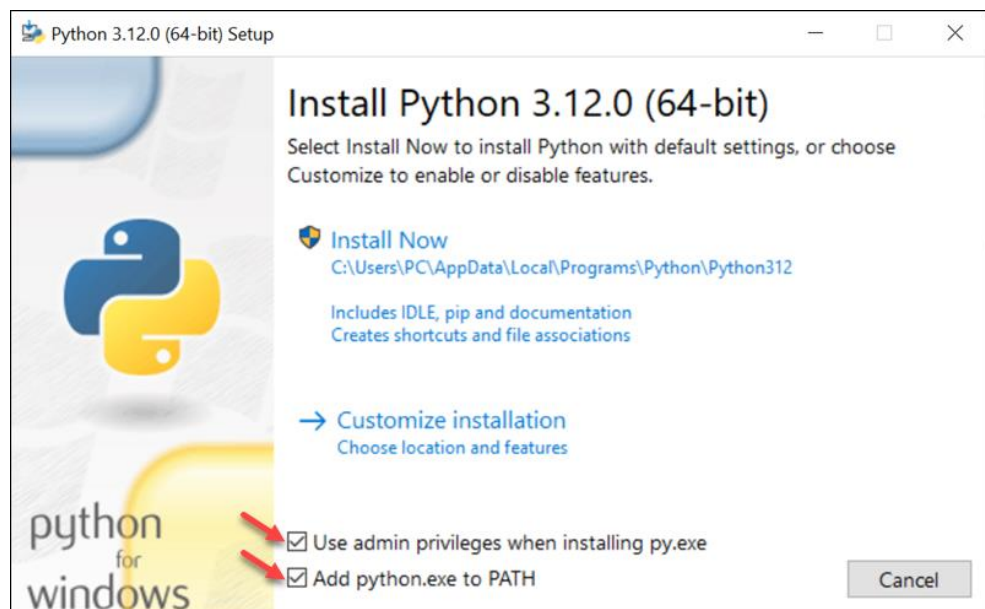 Python 3.12.0 (64-bit) Setup
Install Python 3.12.0 (64-bit)
Select Install Now to install Python with default settings, or choose
Customize to enable or disable features.
Install Now
C:\Users\PC\AppData\Local\Programs\Python\Python312
Includes IDLE, pip and documentation
Creates shortcuts and file associations
Customize installation
Choose location and features
python
for
windows
Use admin privileges when installing py.exe
Add python.exe to PATH
Cancel